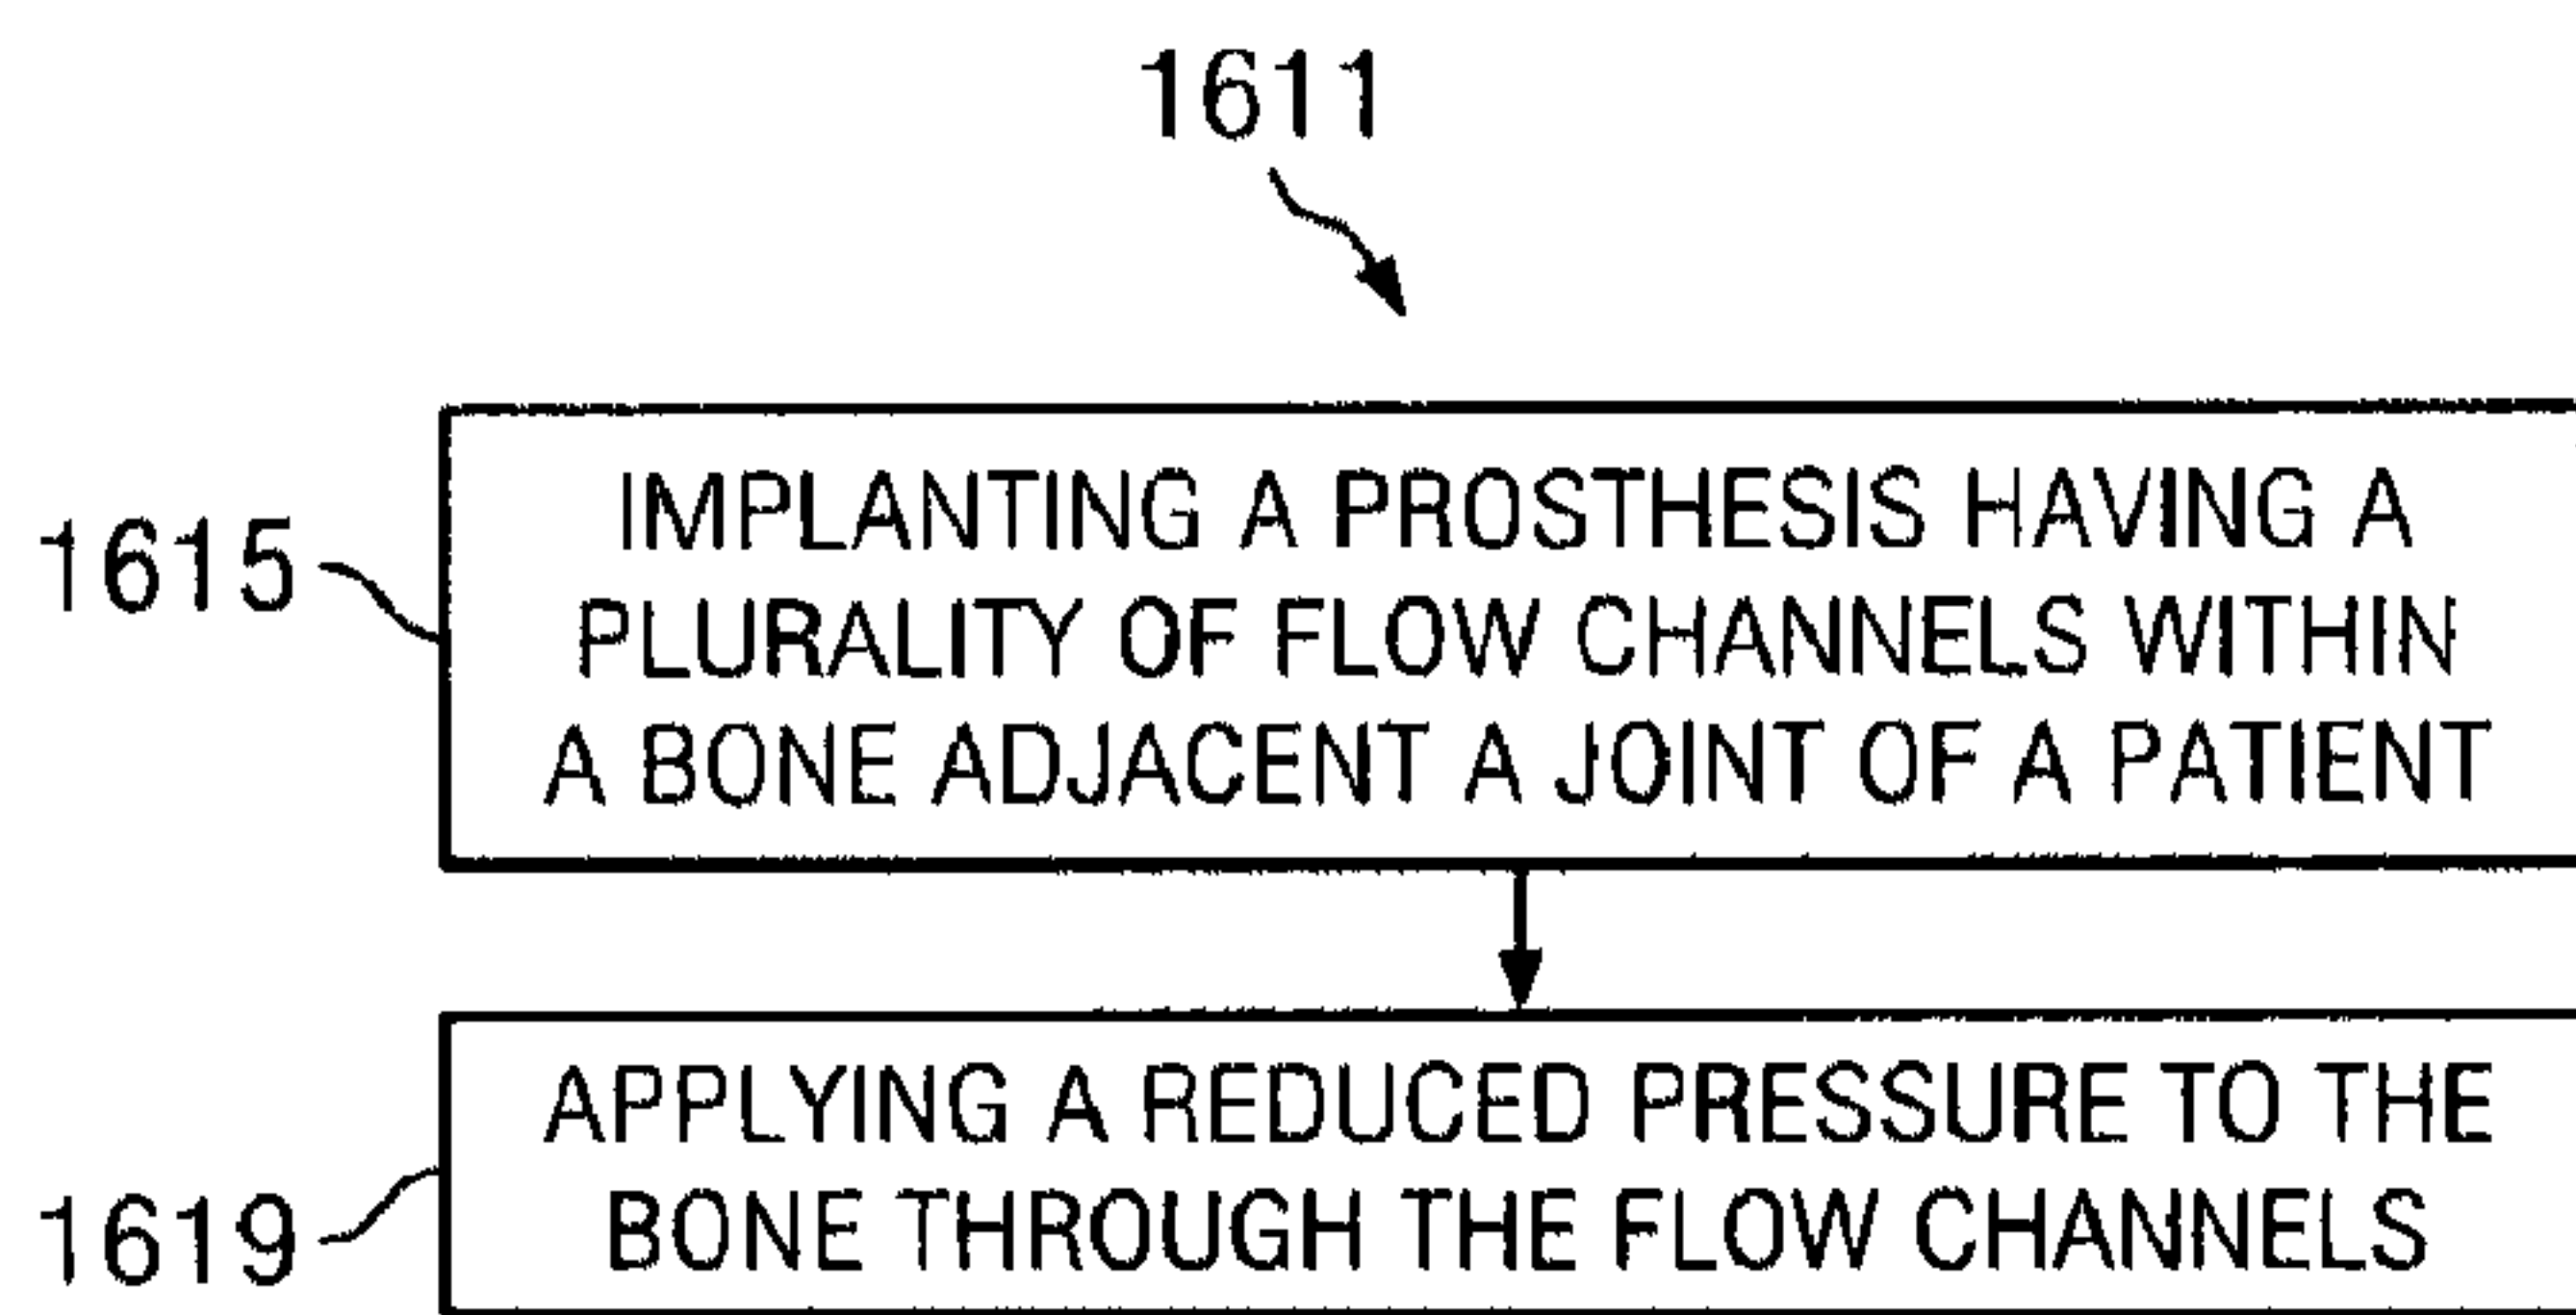 1611
1615
IMPLANTING A PROSTHESIS HAVING A
PLURALITY OF FLOW CHANNELS WITHIN
A BONE ADJACENT A JOINT OF A PATIENT
1619
APPLYING A REDUCED PRESSURE TO THE
BONE THROUGH THE FLOW CHANNELS